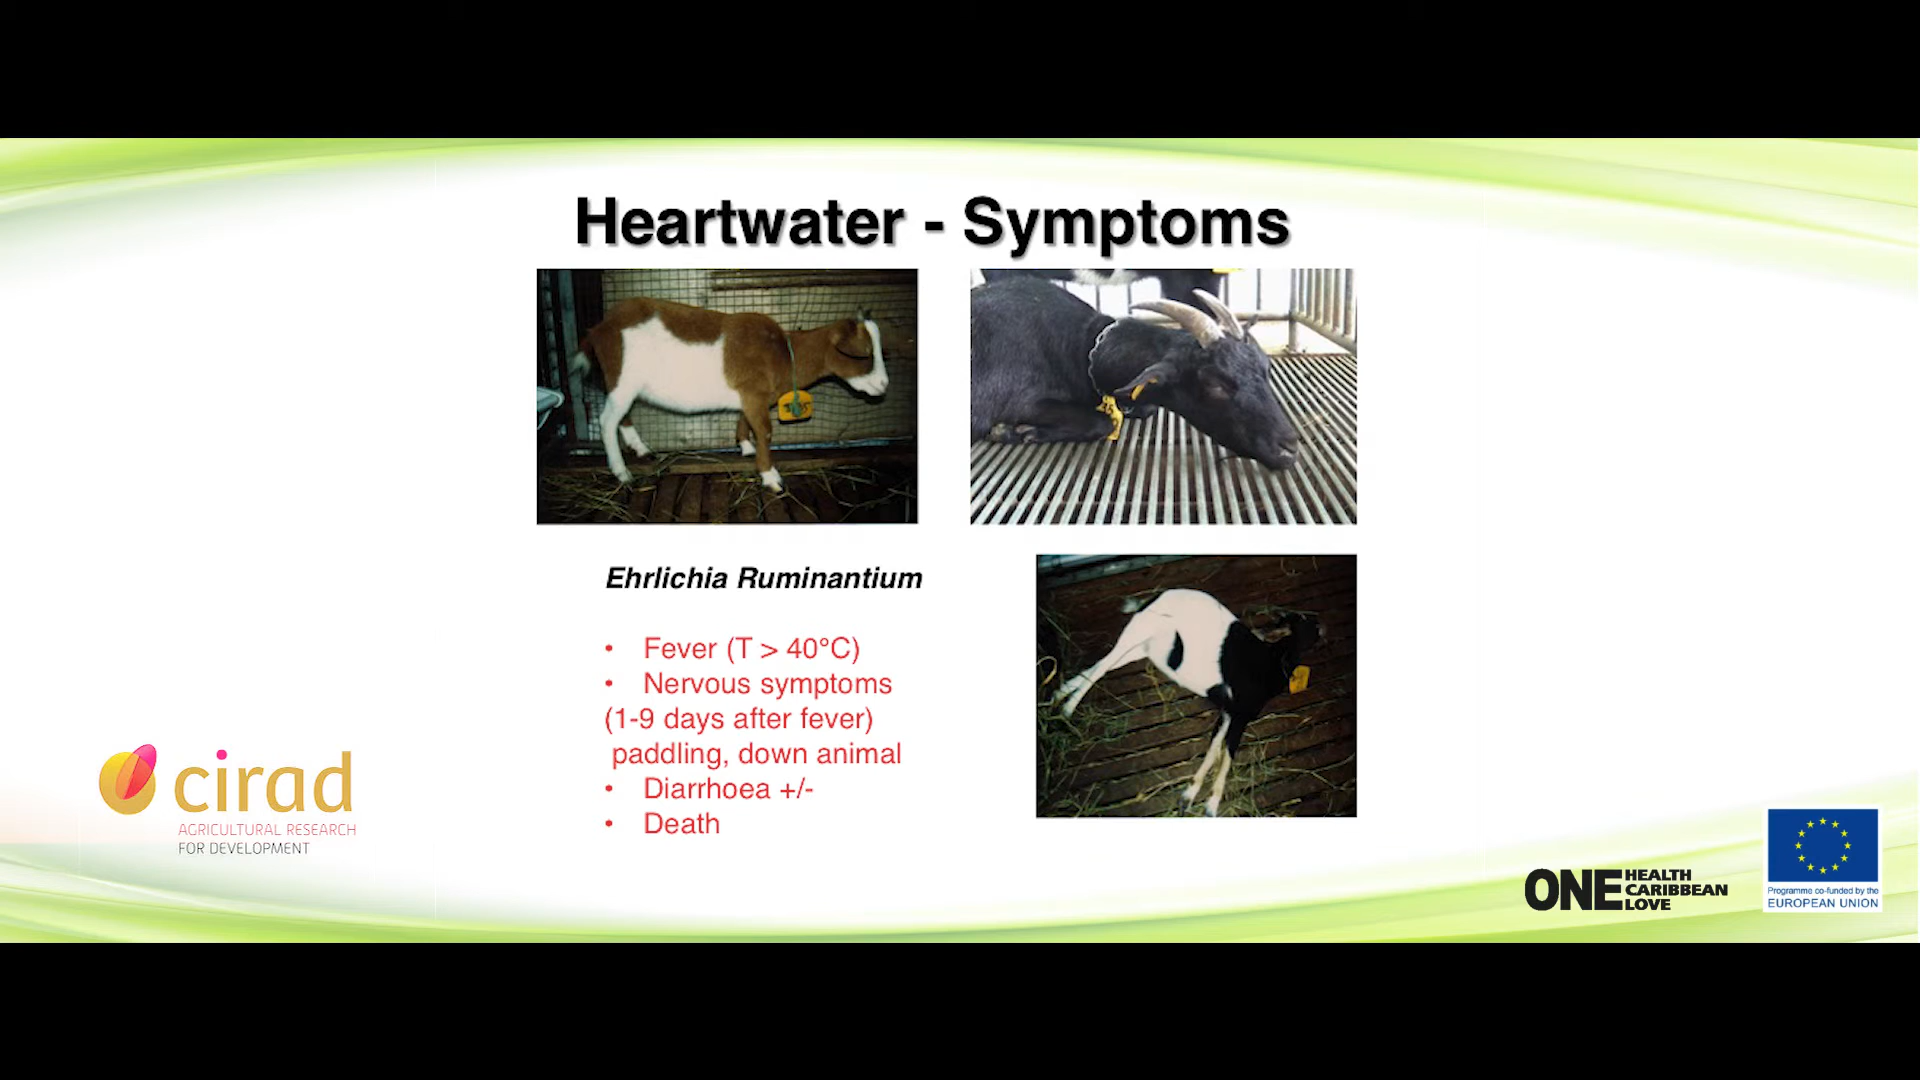 Heartwater - Symptoms
Ehrlichia Ruminantium
• Fever (T > 40°C)
• Nervous symptoms
(1-9 days after fever)
paddling, down animal
• Diarrhoea +/-
• Death
cirad
AGRICULTURAL RESEARCH
FOR DEVELOPMENT
ONE HEALTH
CARIBBEAN
LOVE
Programme co-funded by the
EUROPEAN UNION